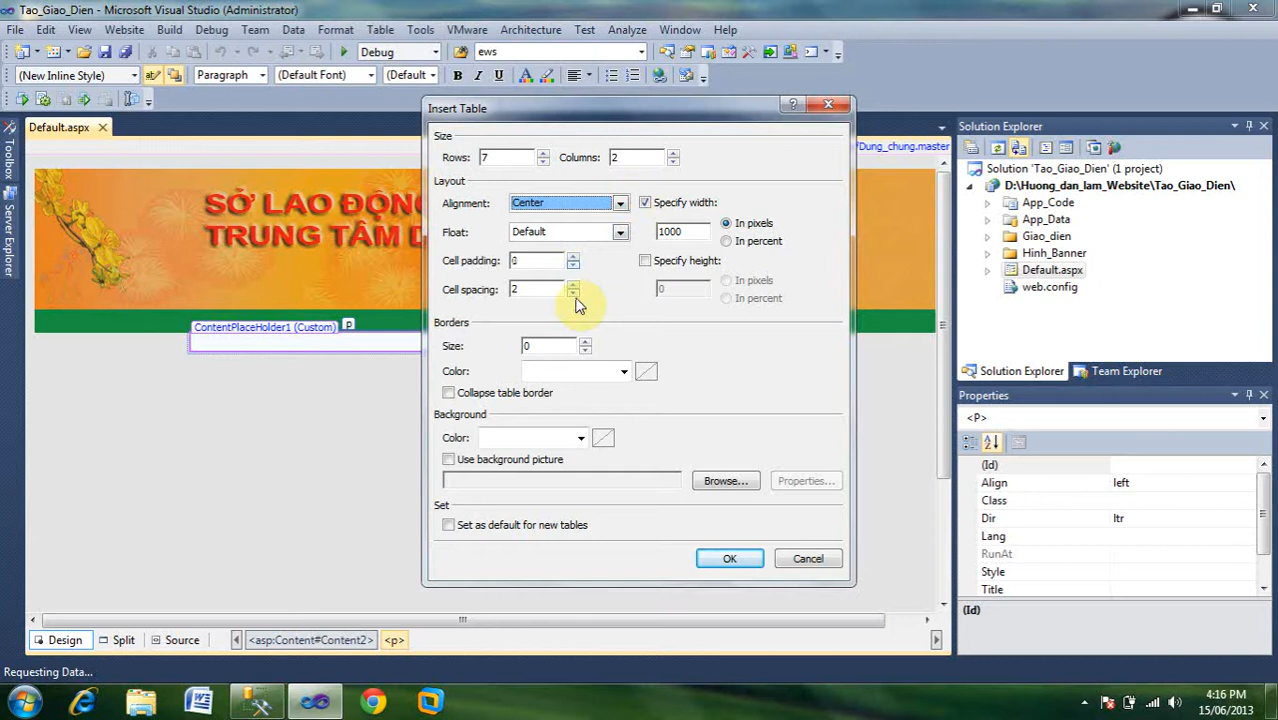 Tao_Giao_Dien - Microsoft Visual Studio (Administrator)
File Edit View Website Build Debug Team Data Format Table Tools VMware Architecture Test Analyze Window Help
Debug ews
(New Inline Style) Paragraph (Default Font) (Default B I U A
Default.aspx
/Dung_chung.master
Toolbox
Server Explorer
SỞ LAO ĐỘNG
TRUNG TÂM D
ContentPlaceHolder1 (Custom) p
Insert Table
Size
Rows: 7 Columns: 2
Layout
Alignment: Center Specify width:
Float: Default 1000 In pixels
In percent
Cell padding: 0 Specify height:
Cell spacing: 2 0 In pixels
In percent
Borders
Size: 0
Color:
Collapse table border
Background
Color:
Use background picture
Browse... Properties...
Set
Set as default for new tables
OK Cancel
Solution Explorer
Solution 'Tao_Giao_Dien' (1 project)
D:\Huong_dan_lam_Website\Tao_Giao_Dien\
App_Code
App_Data
Giao_dien
Hinh_Banner
Default.aspx
web.config
Solution Explorer Team Explorer
Properties
<P>
(Id)
Align left
Class
Dir ltr
Lang
RunAt
Style
Title
(Id)
Design Split Source <asp:Content#Content2> <p>
Requesting Data...
4:16 PM
15/06/2013